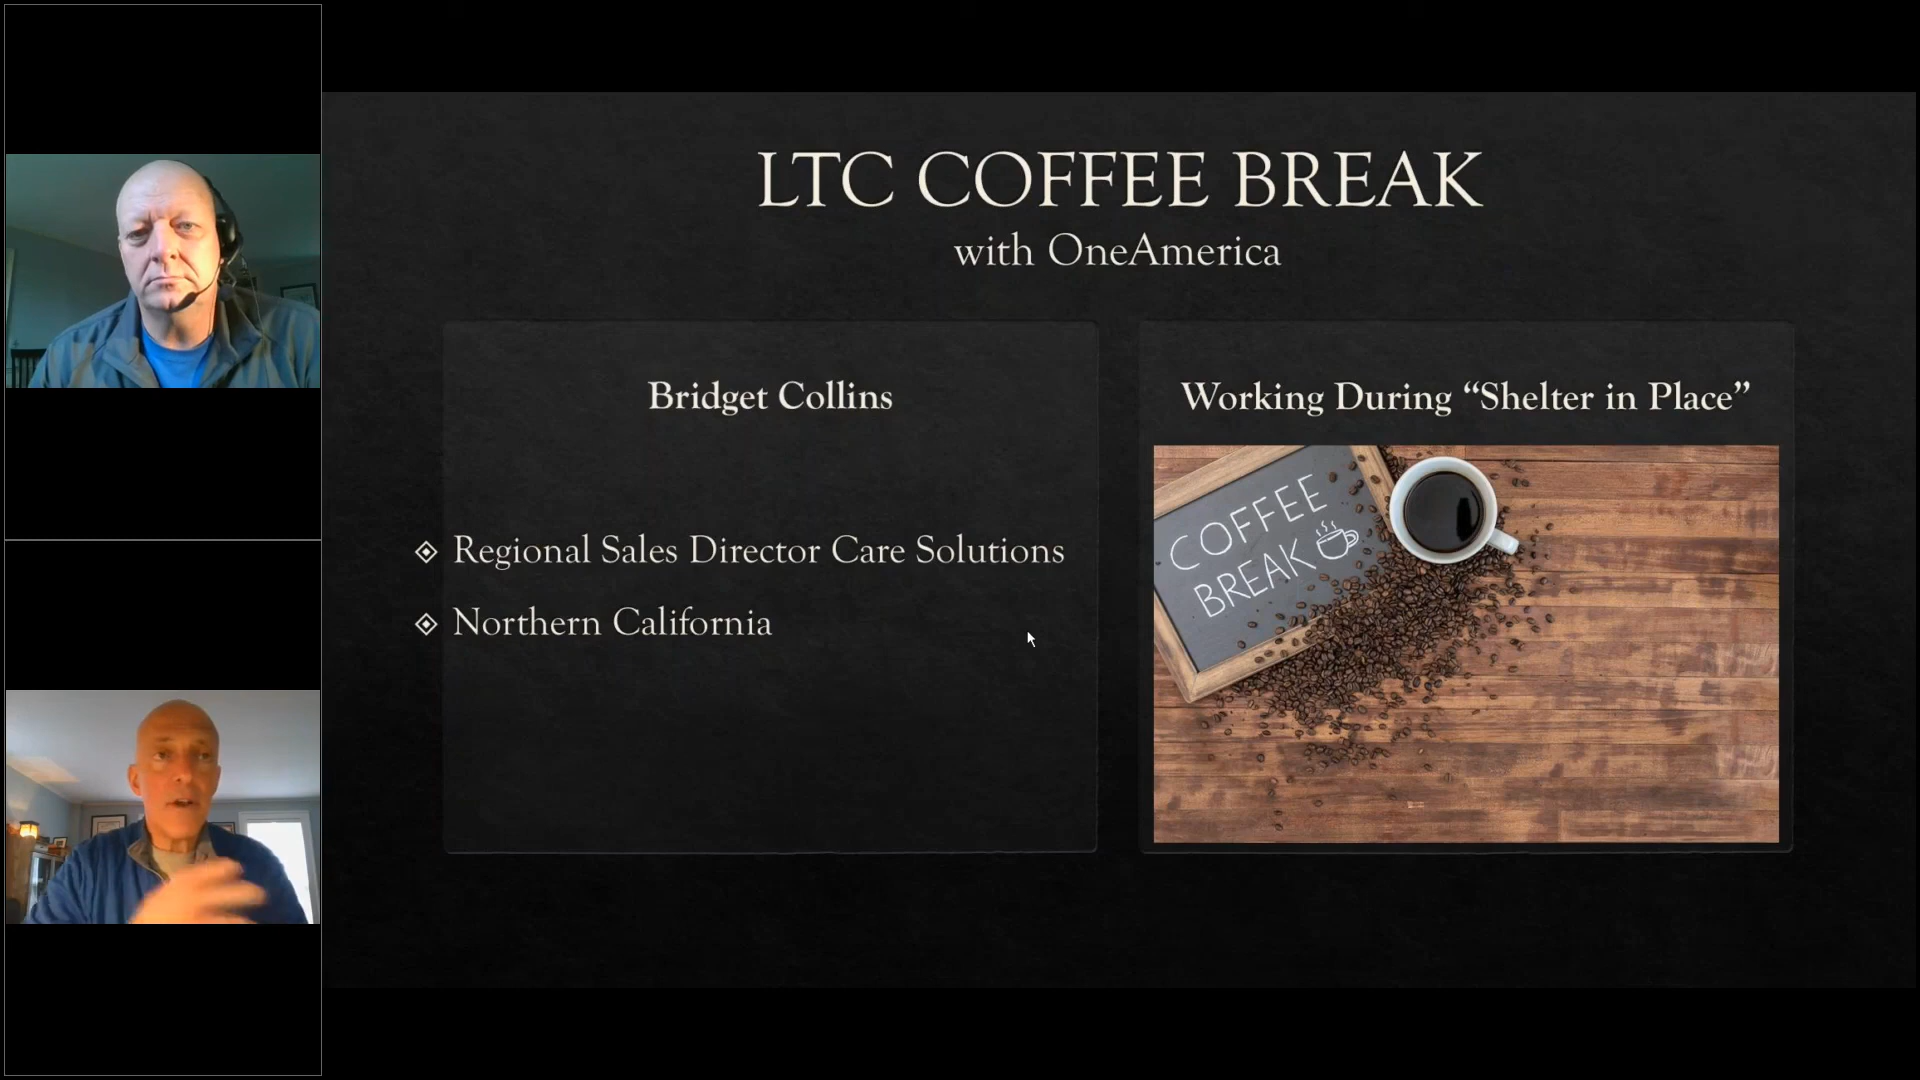 LTC COFFEE BREAK
with OneAmerica
Bridget Collins
Regional Sales Director Care Solutions
Northern California
Working During “Shelter in Place”
COFFEE
BREAK